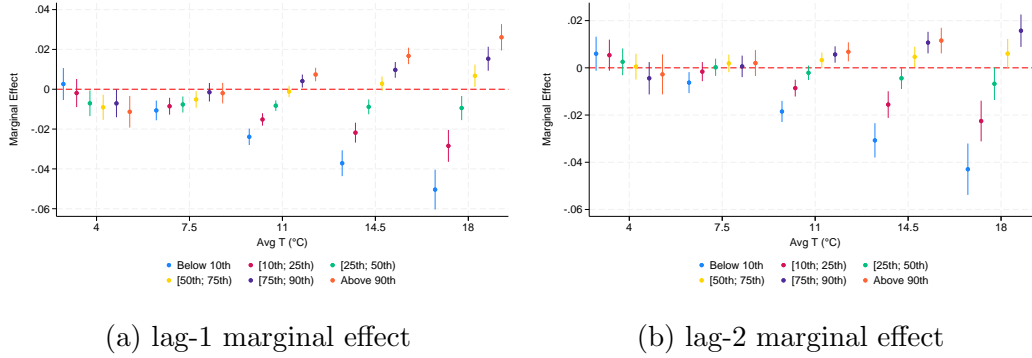 .04
.02
0
-.02
-.04
-.06
Marginal Effect
4
7.5
11
14.5
18
Avg T (°C)
Below 10th
[10th; 25th)
[25th; 50th)
[50th; 75th)
[75th; 90th)
Above 90th
(a) lag-1 marginal effect
.02
0
-.02
-.04
-.06
Marginal Effect
4
7.5
11
14.5
18
Avg T (°C)
Below 10th
[10th; 25th)
[25th; 50th)
[50th; 75th)
[75th; 90th)
Above 90th
(b) lag-2 marginal effect